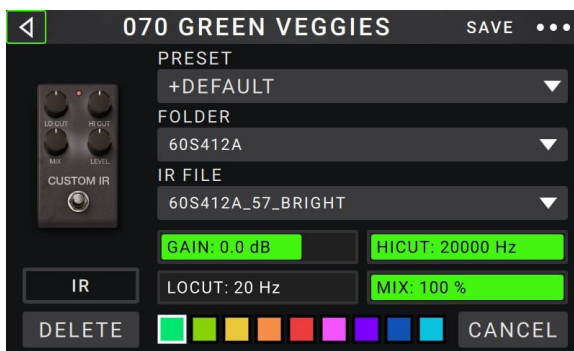 070 GREEN VEGGIES
SAVE
PRESET
+DEFAULT
LO CUT HI CUT
MIX LEVEL
CUSTOM IR
FOLDER
60S412A
IR FILE
60S412A_57_BRIGHT
GAIN: 0.0 dB
HICUT: 20000 Hz
IR
LOCUT: 20 Hz
MIX: 100 %
DELETE
CANCEL